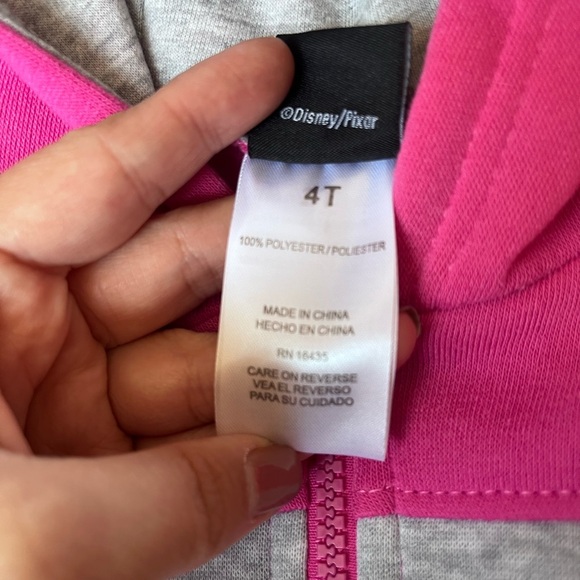 ©Disney/Pixar
4T
100% POLYESTER / POLIESTER
MADE IN CHINA
HECHO EN CHINA
RN 16435
CARE ON REVERSE
VEA EL REVERSO
PARA SU CUIDADO